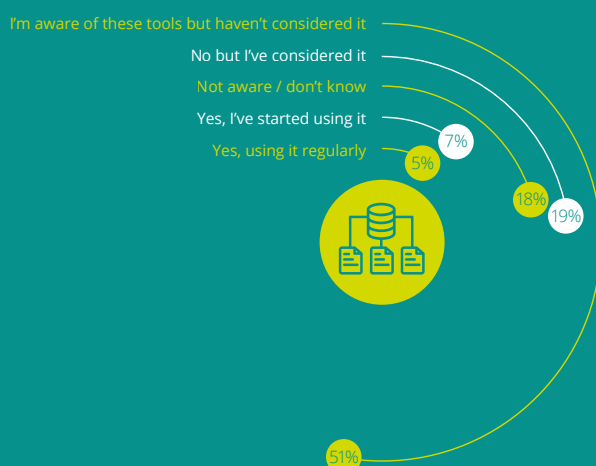 I'm aware of these tools but haven't considered it
No but I've considered it
Not aware / don't know
Yes, I've started using it
Yes, using it regularly
7%
5%
18%
19%
51%